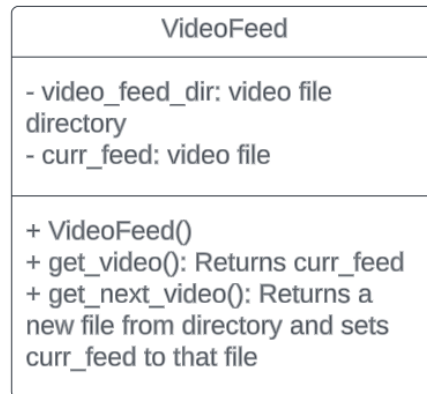 VideoFeed
- video_feed_dir: video file
directory
- curr_feed: video file
+ VideoFeed()
+ get_video(): Returns curr_feed
+ get_next_video(): Returns a
new file from directory and sets
curr_feed to that file